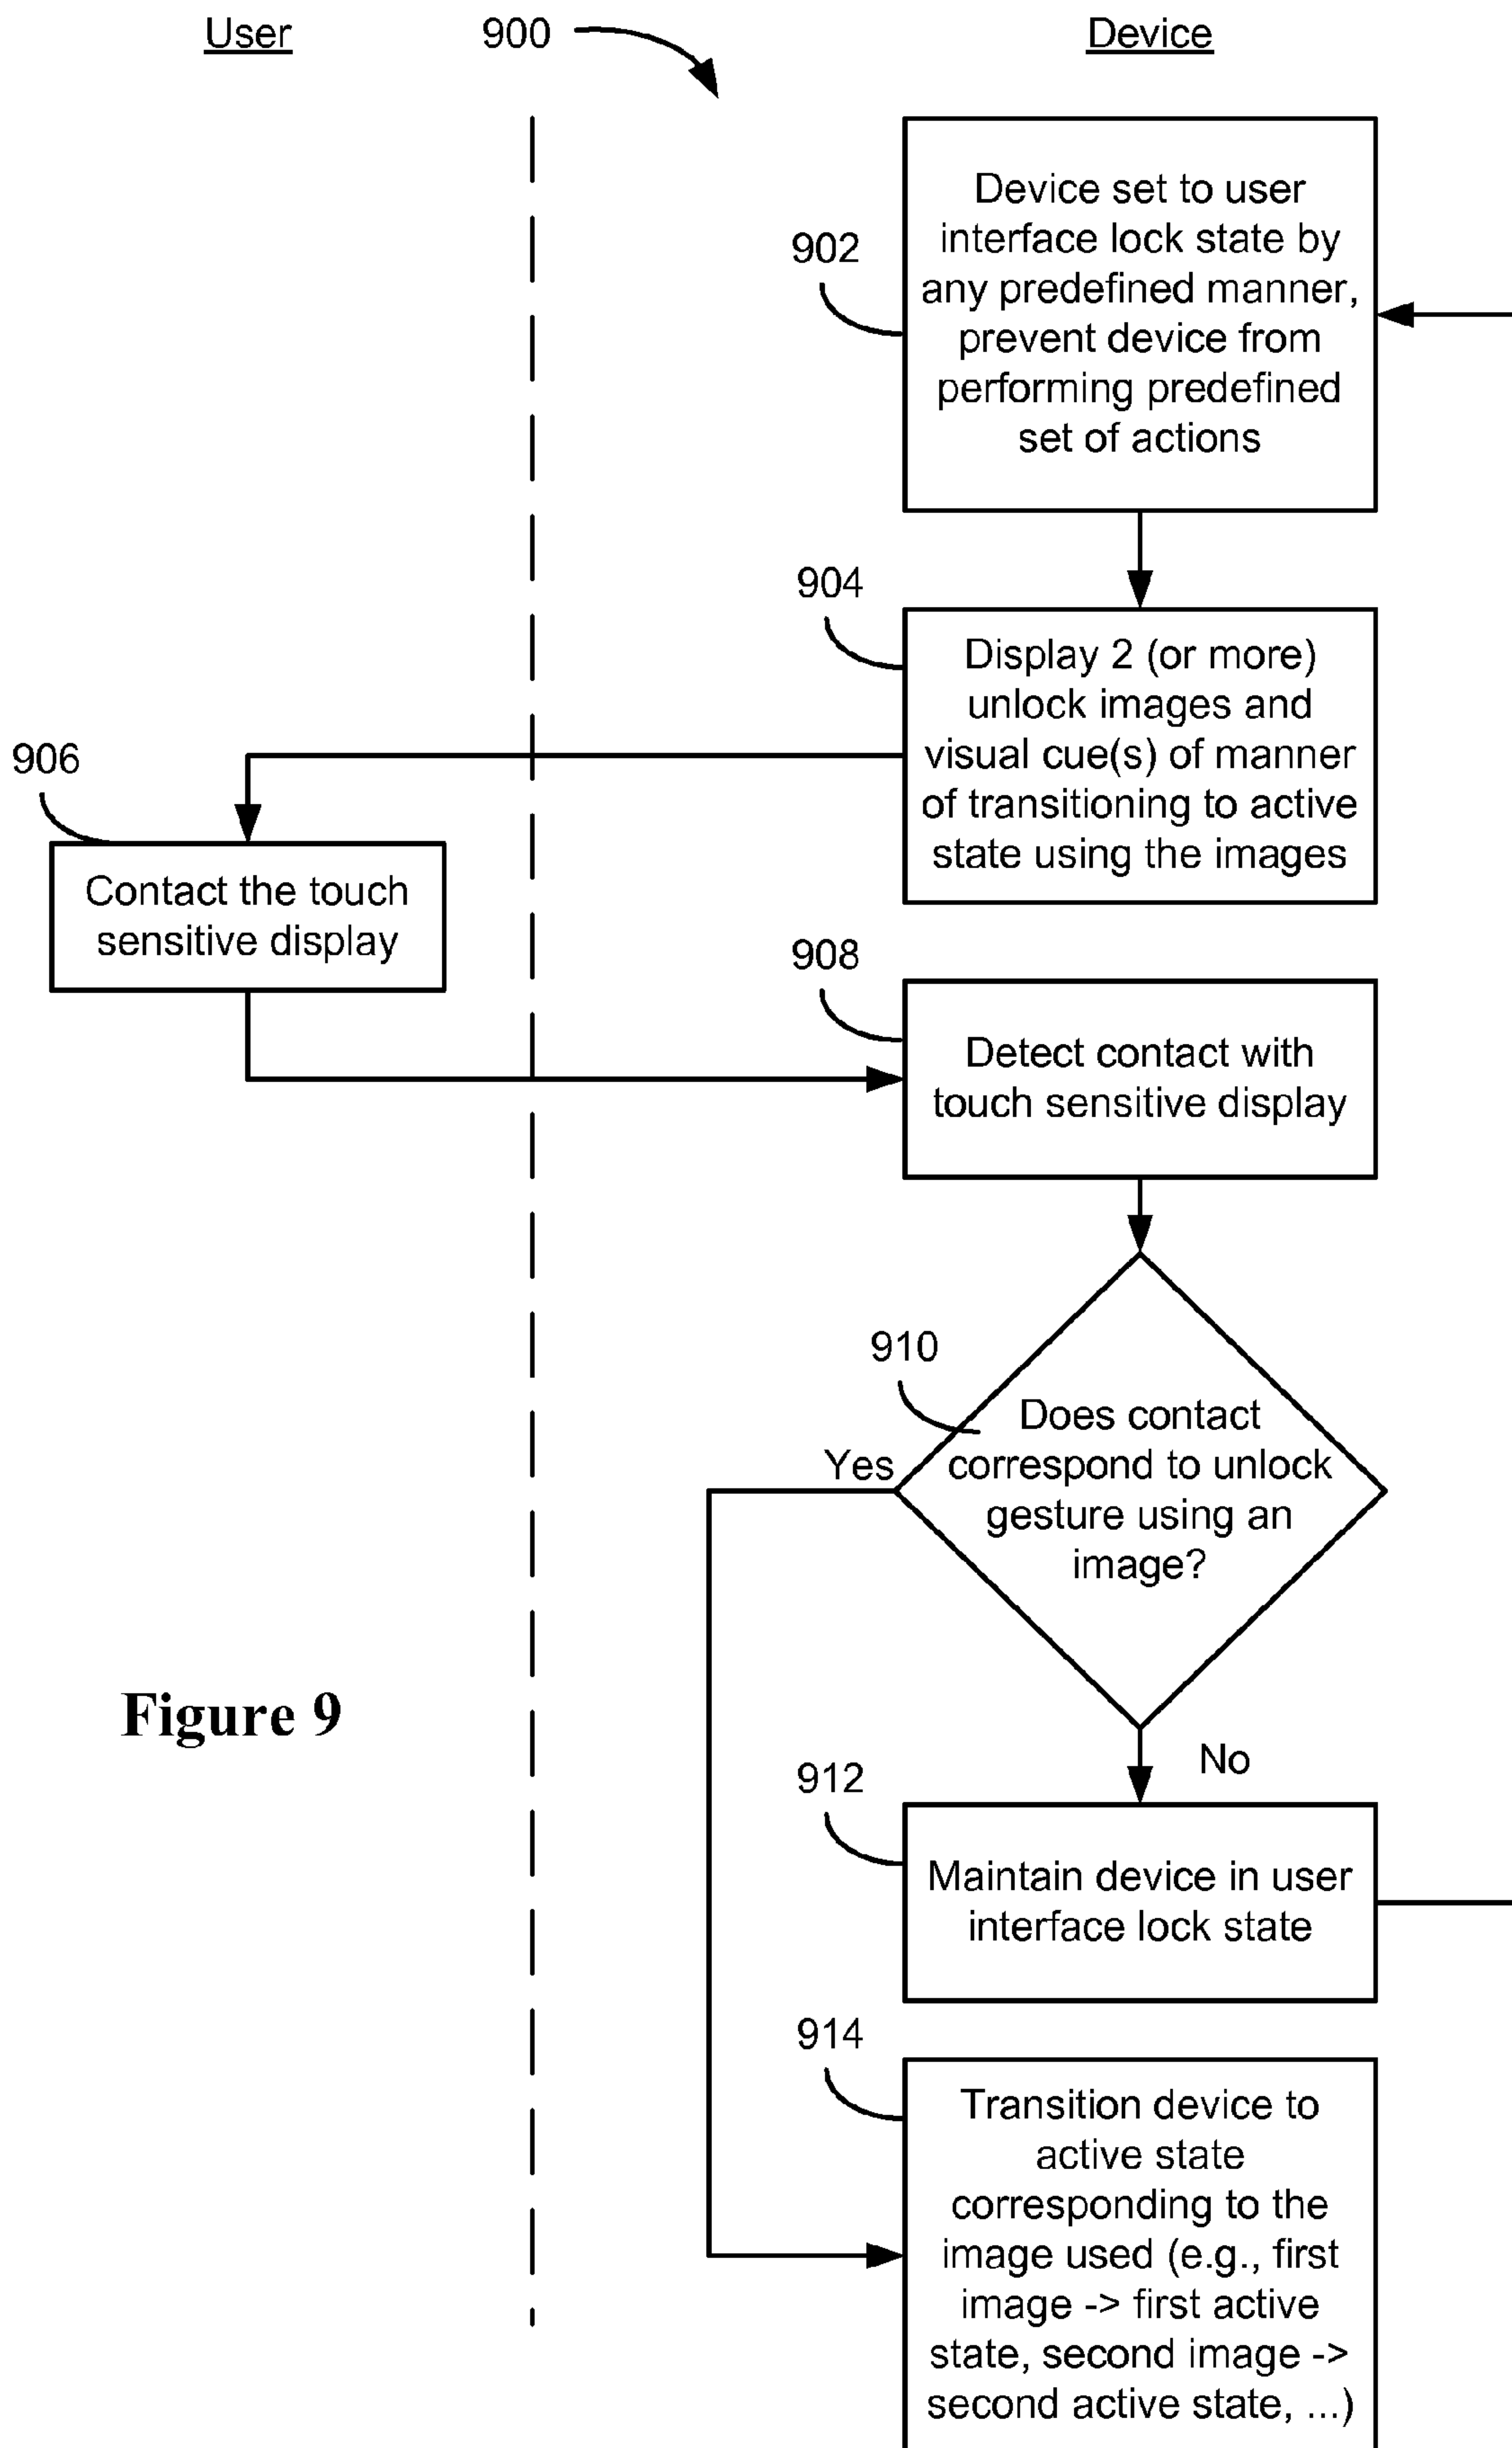 User
900
Device
902
Device set to user
interface lock state by
any predefined manner,
prevent device from
performing predefined
set of actions
904
Display 2 (or more)
unlock images and
visual cue(s) of manner
of transitioning to active
state using the images
906
Contact the touch
sensitive display
908
Detect contact with
touch sensitive display
910
Does contact
correspond to unlock
gesture using an
image?
Yes
No
912
Maintain device in user
interface lock state
914
Transition device to
active state
corresponding to the
image used (e.g., first
image -> first active
state, second image ->
second active state, ...)
Figure 9